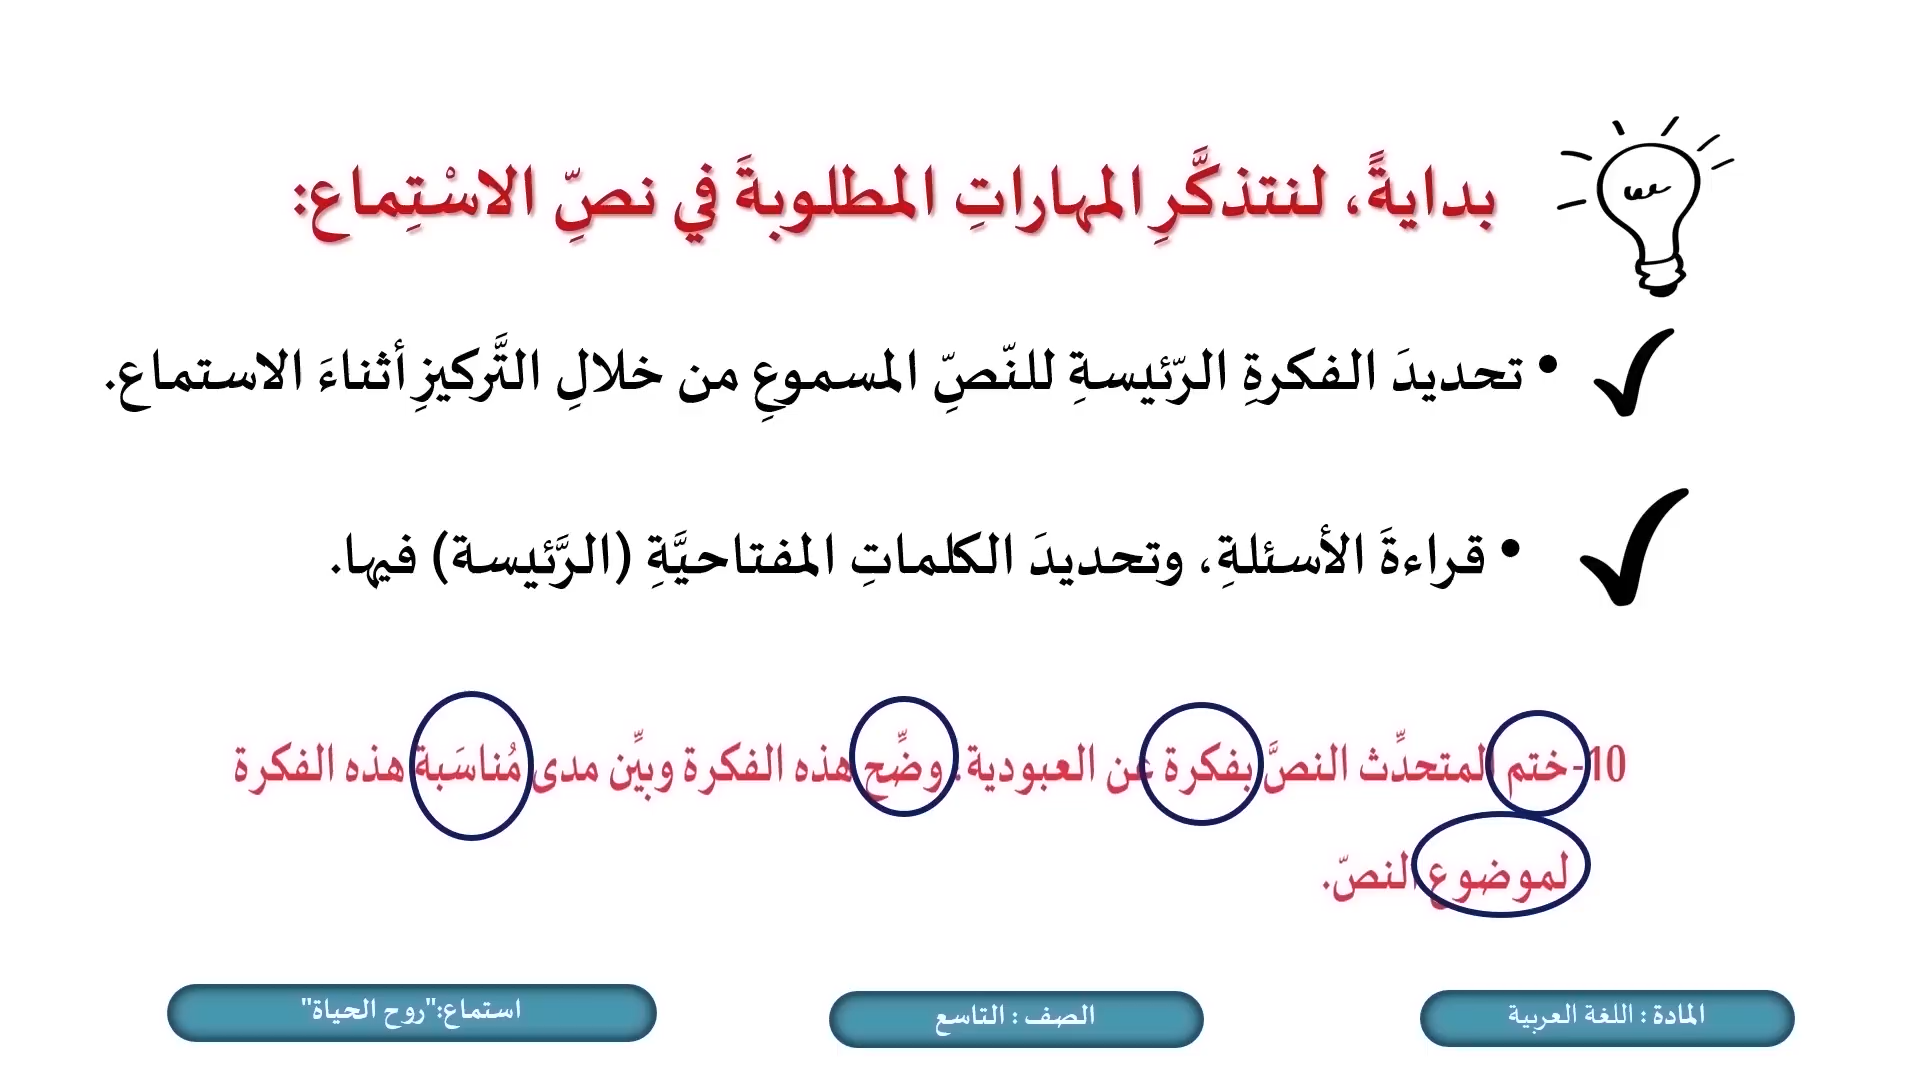 بدايةً، لنتذكَّرِ المهاراتِ المطلوبةَ في نصِّ الاسْتِماع:
• تحديدَ الفكرةِ الرّئيسةِ للنّصِّ المسموعِ من خلالِ التَّركيزِ أثناءَ الاستماع.
• قراءةَ الأسئلةِ، وتحديدَ الكلماتِ المفتاحيَّةِ (الرَّئيسة) فيها.
10-ختم المتحدِّث النصَّ بفكرة عن العبودية. وضِّح هذه الفكرة وبيِّن مدى مُناسَبة هذه الفكرة
لموضوع النصّ.
المادة : اللغة العربية
الصف : التاسع
استماع:"روح الحياة"